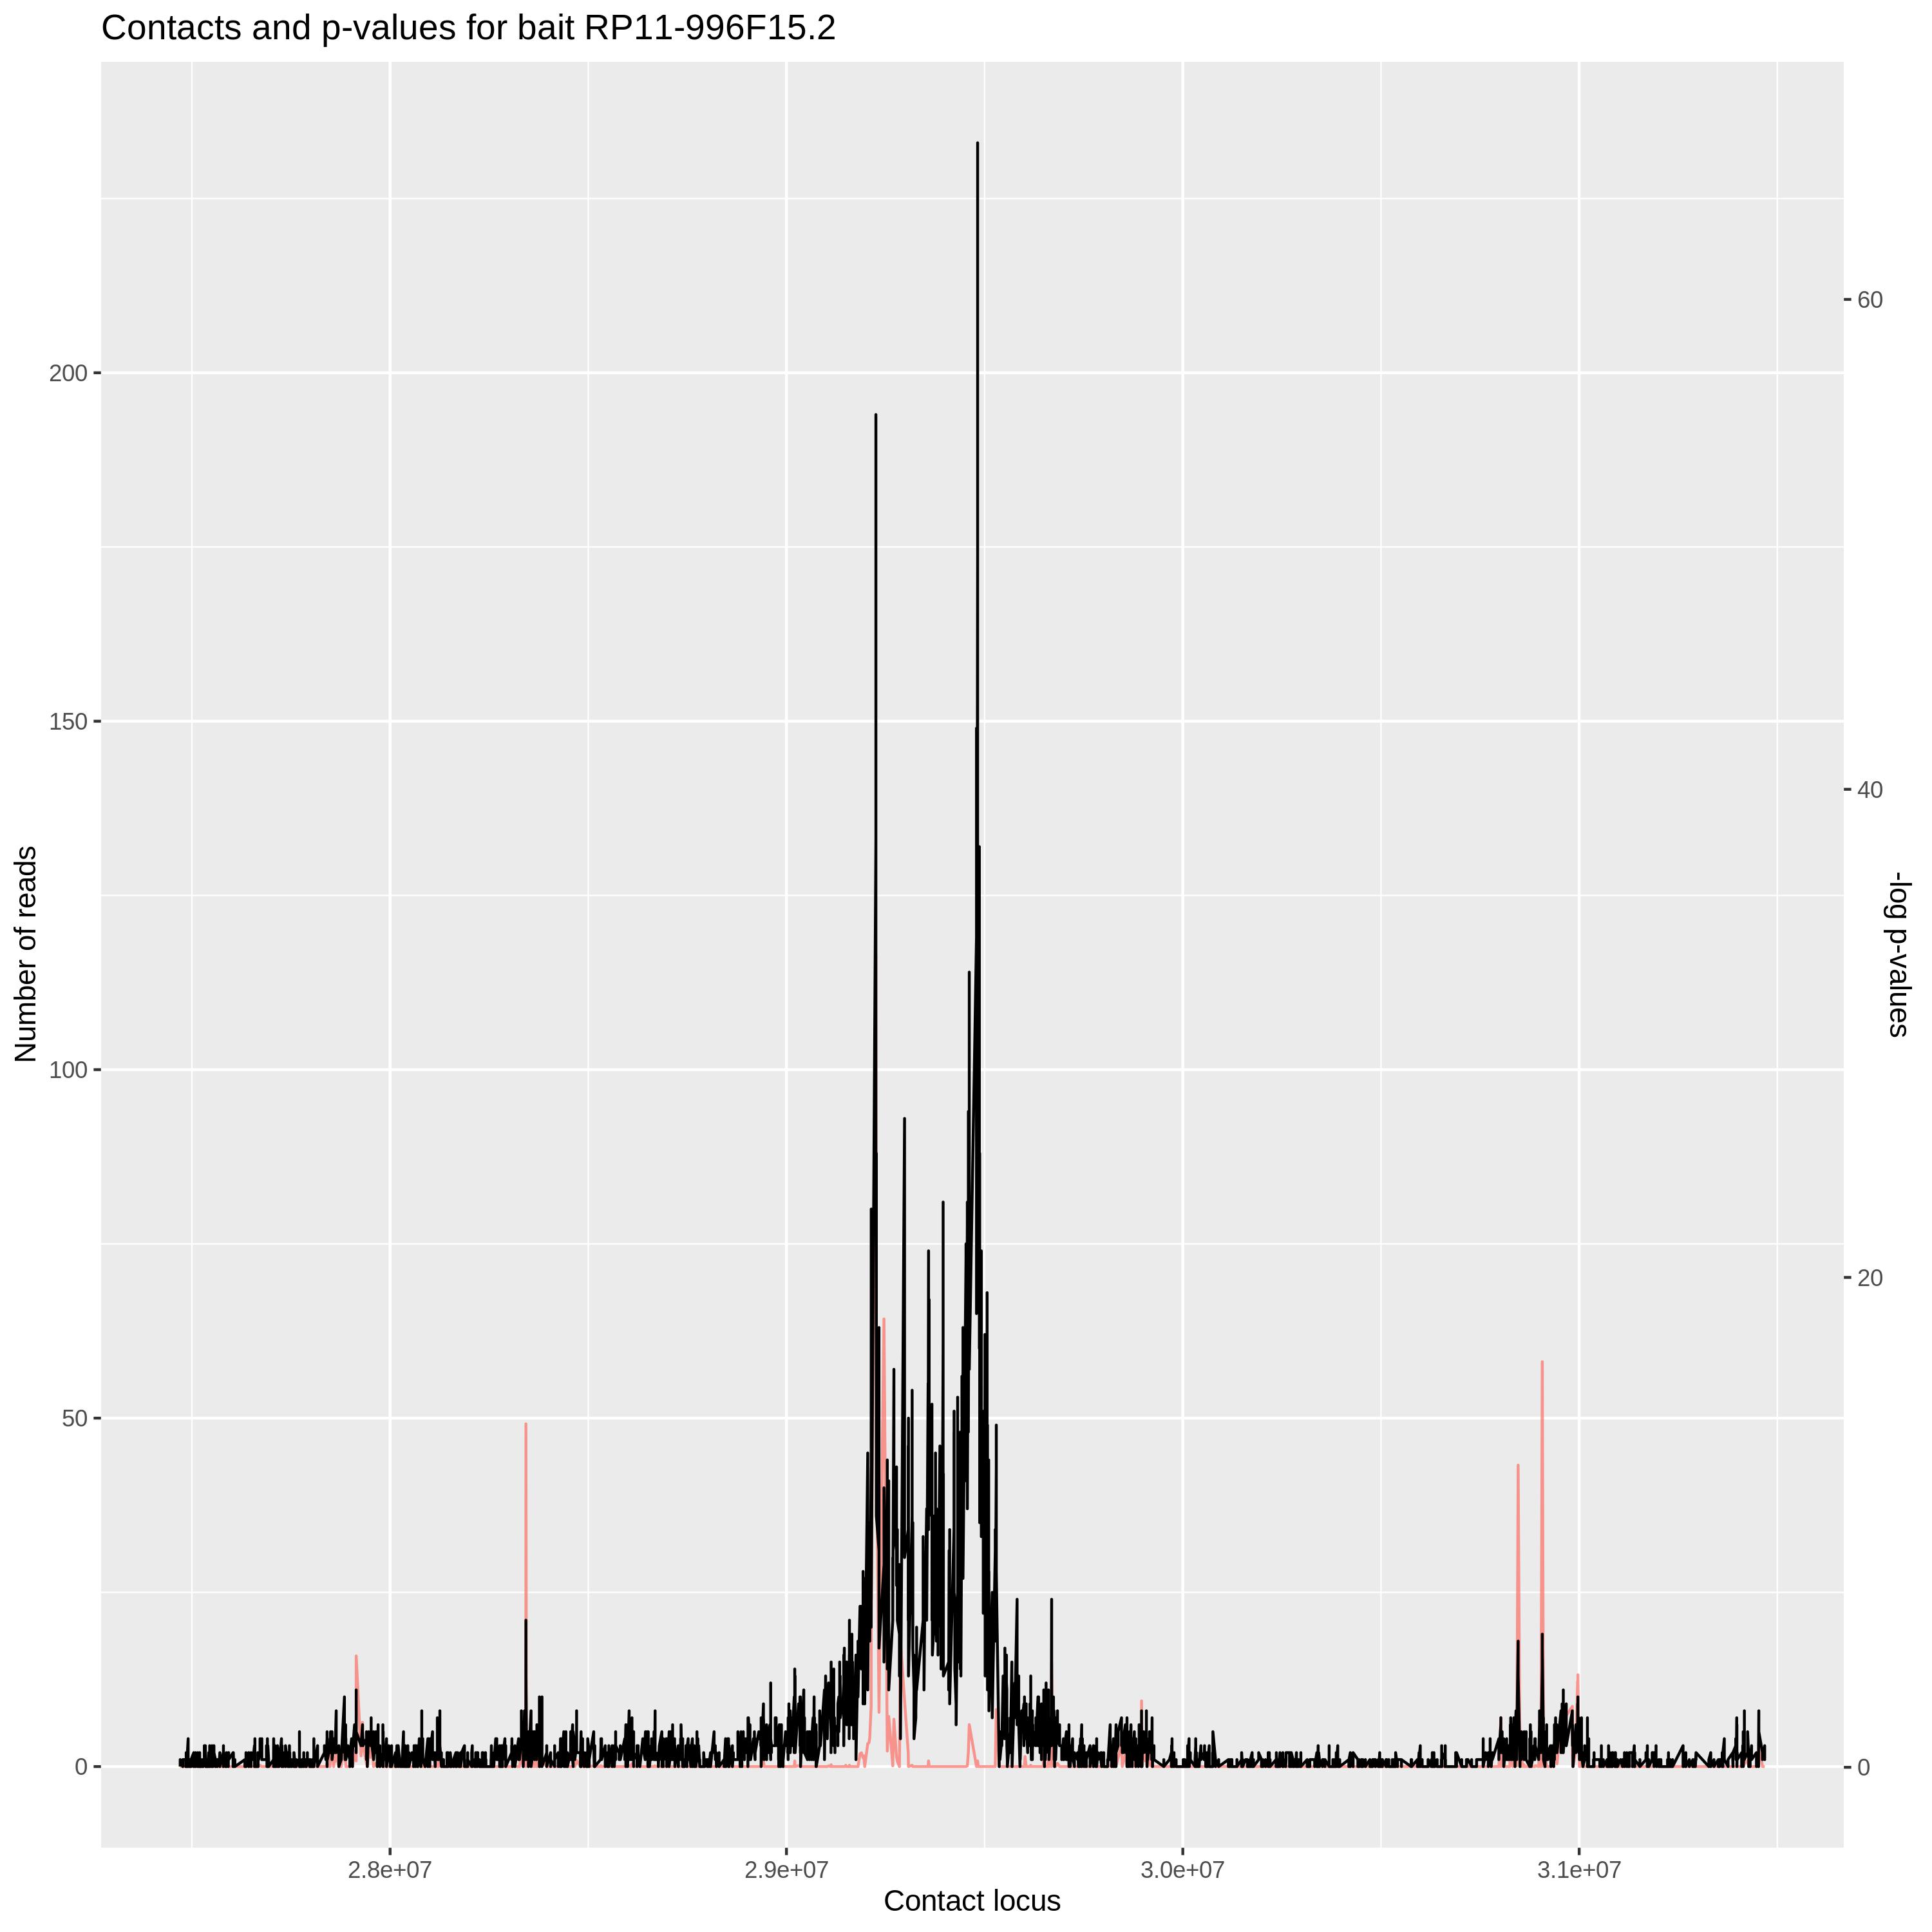 Contacts and p-values for bait RP11-996F15.2
Number of reads
200
150
100
50
0
60
40
20
0
-log p-values
2.8e+07 2.9e+07 3.0e+07 3.1e+07
Contact locus